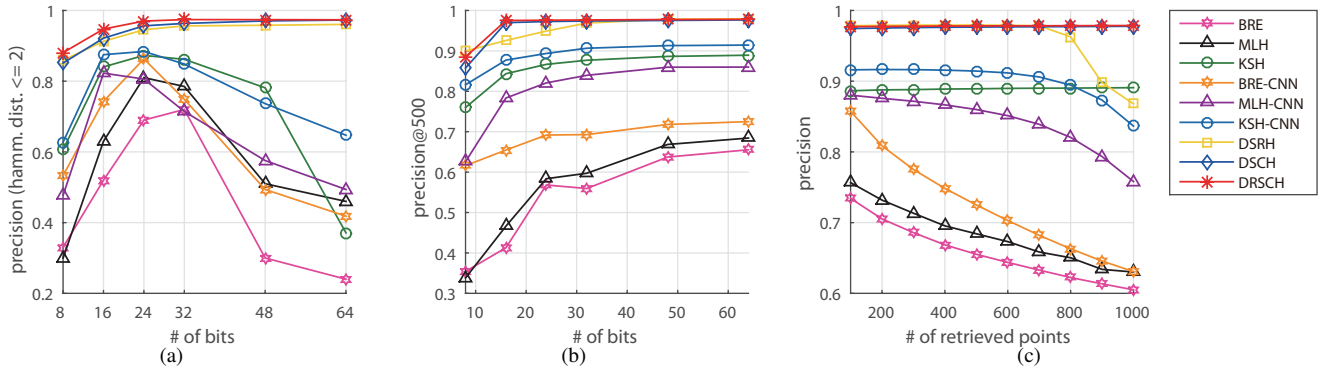 precision (hamm. dist. <= 2)
1
0.8
0.6
0.4
0.2
8
16
24
32
48
64
# of bits
(a)
precision@500
1
0.9
0.8
0.7
0.6
0.5
0.4
0.3
10
20
30
40
50
60
# of bits
(b)
precision
1
0.9
0.8
0.7
0.6
200
400
600
800
1000
# of retrieved points
(c)
BRE
MLH
KSH
BRE-CNN
MLH-CNN
KSH-CNN
DSRH
DSCH
DRSCH